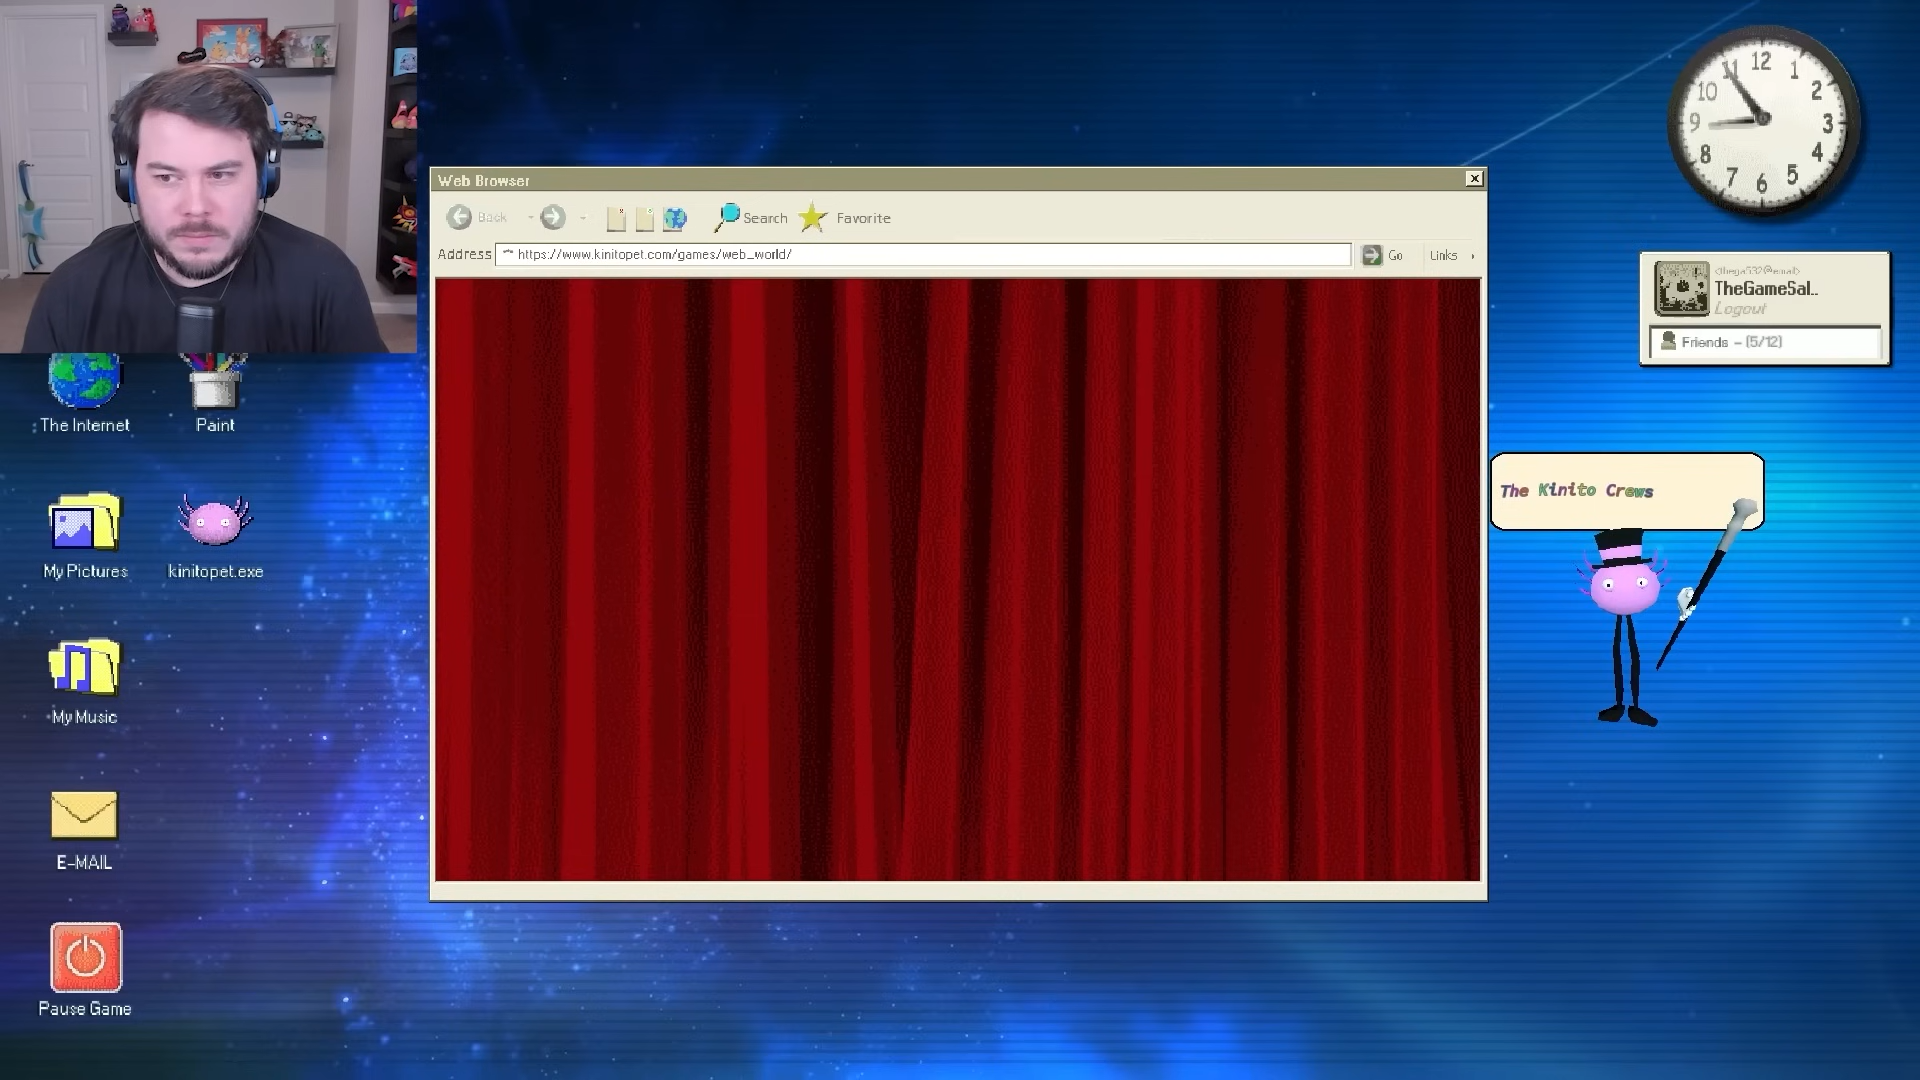 Web Browser
Back
Search
Favorite
Address
https://www.kinitopet.com/games/web_world/
Go
Links
12
1
2
3
4
5
6
7
8
9
10
11
<thega532@email>
TheGameSal..
Logout
Friends - (5/12)
The Kinito Crews
The Internet
Paint
My Pictures
kinitopet.exe
My Music
E-MAIL
Pause Game